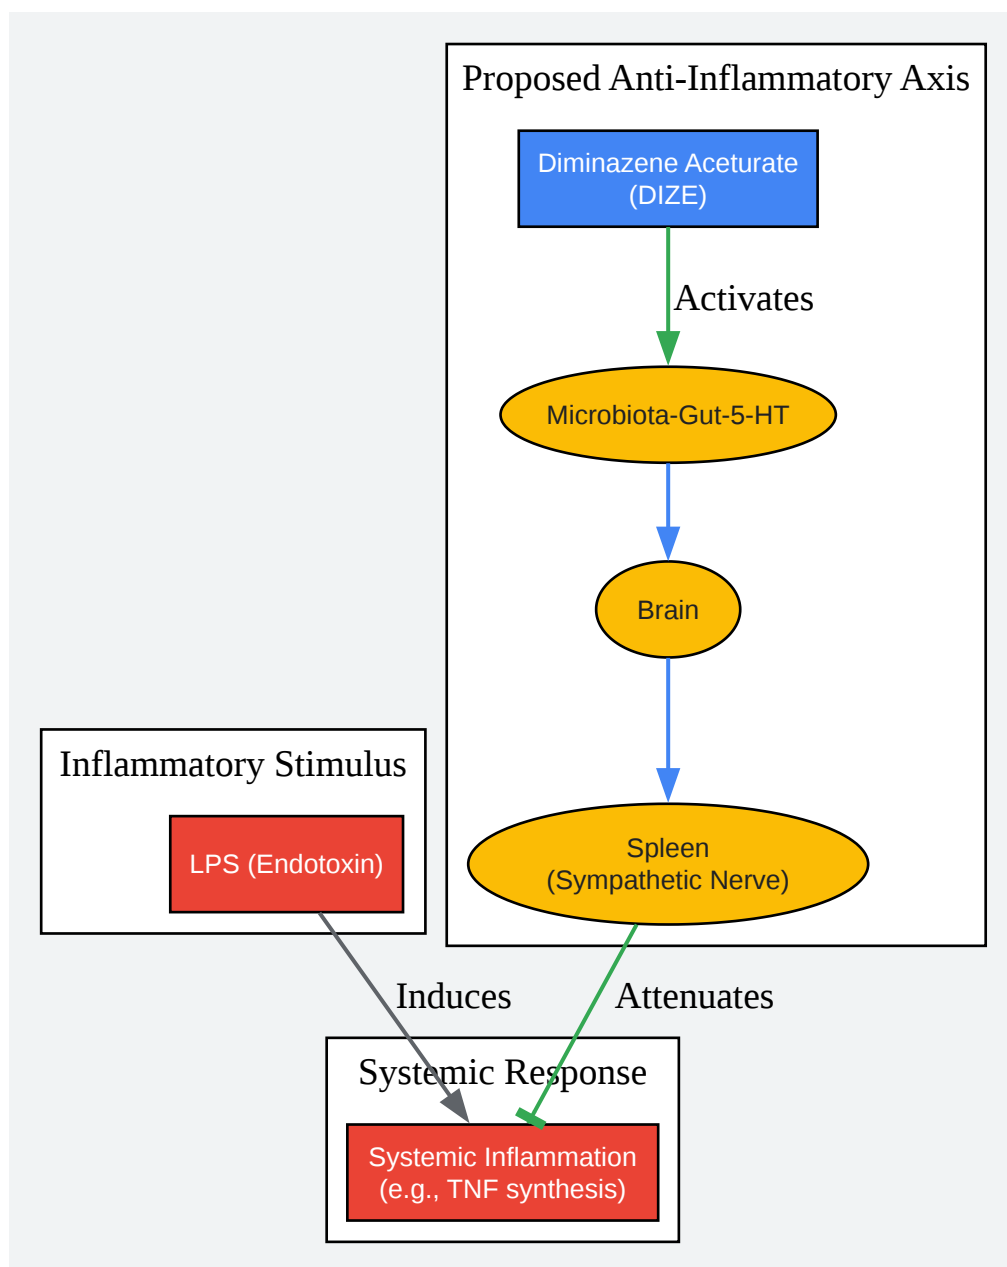 Proposed Anti-Inflammatory Axis
Diminazene Aceturate
(DIZE)
Activates
Microbiota-Gut-5-HT
Brain
Inflammatory Stimulus
LPS (Endotoxin)
Spleen
(Sympathetic Nerve)
Induces
Attenuates
Systemic Response
Systemic Inflammation
(e.g., TNF synthesis)